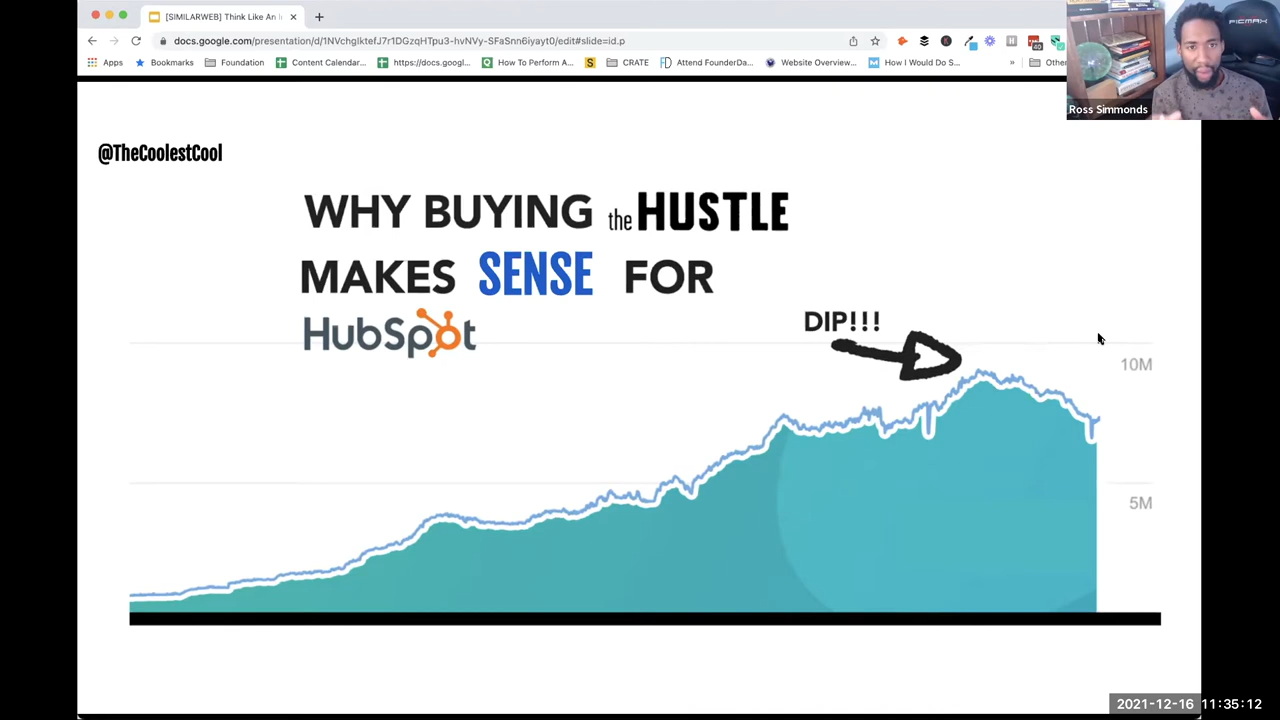 [SIMILARWEB] Think Like An I
docs.google.com/presentation/d/1NVchgIktefJ7r1DGzqHTpu3-hvNVy-SFaSnn6iyayt0/edit#slide=id.p
Apps Bookmarks Foundation Content Calendar... https://docs.googl... How To Perform A... CRATE Attend FounderDa... Website Overview... How I Would Do S... » Other
PICMAX
Ross Simmonds
@TheCoolestCool
WHY BUYING the HUSTLE
MAKES SENSE FOR
HubSpot
DIP!!!
10M
5M
2021-12-16 11:35:12